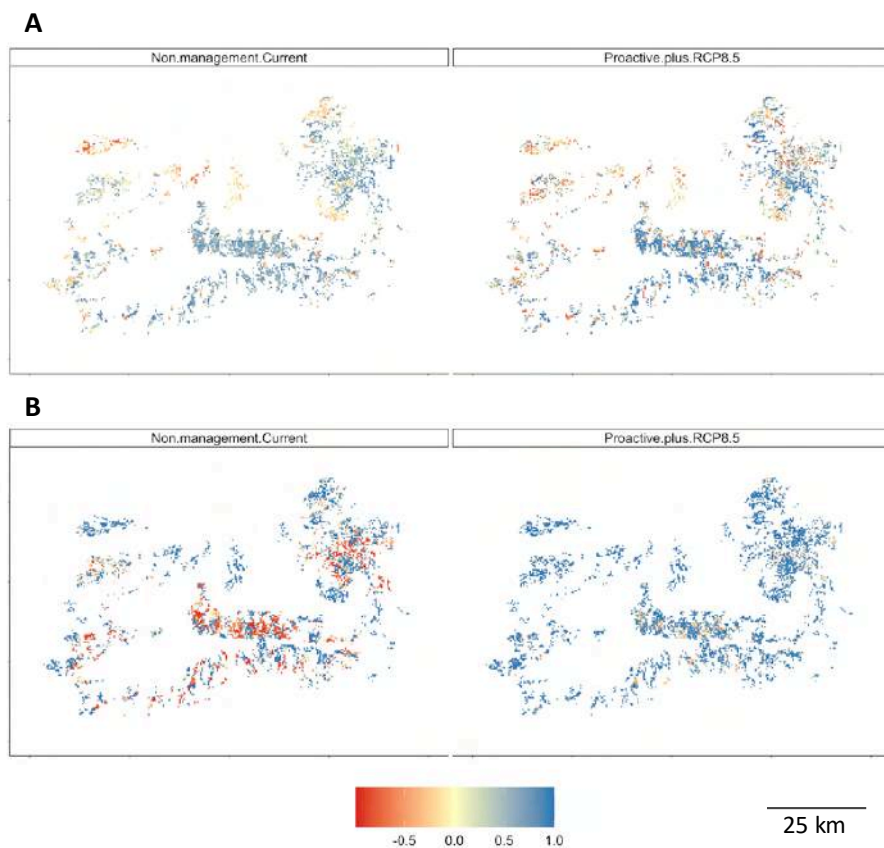 A
Non.management.Current Proactive.plus.RCP8.5
B
Non.management.Current Proactive.plus.RCP8.5
-0.5 0.0 0.5 1.0
25 km